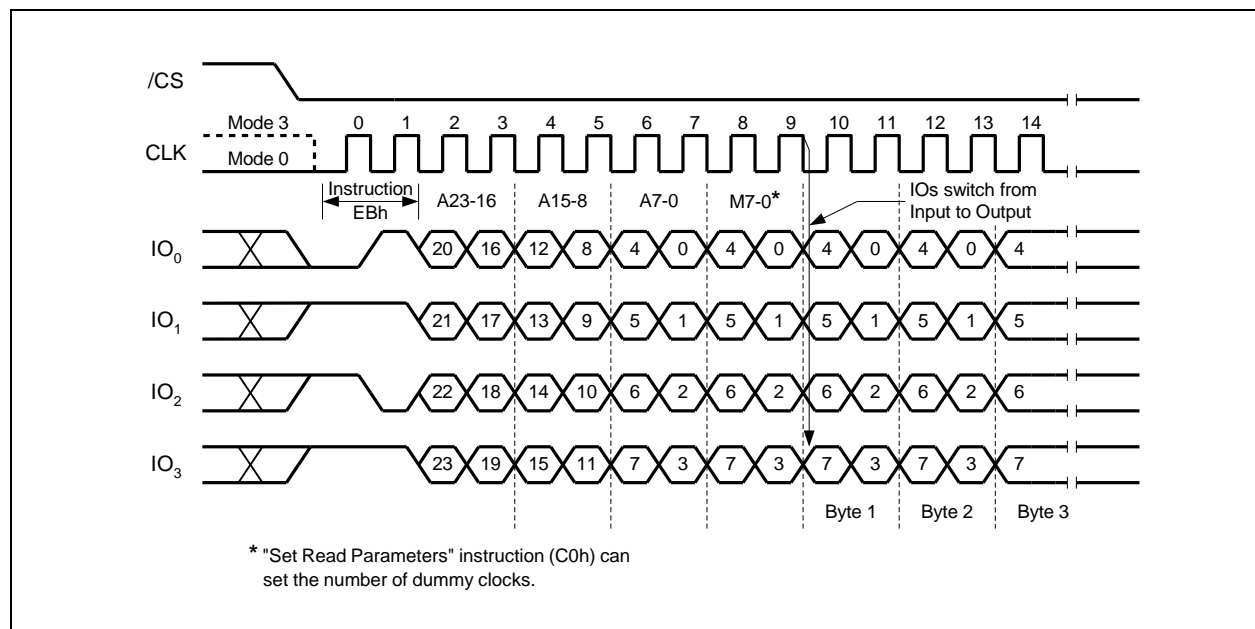 /CS
Mode 3 0 1 2 3 4 5 6 7 8 9 10 11 12 13 14
CLK Mode 0
Instruction
EBh
A23-16 A15-8 A7-0 M7-0*
IOs switch from
Input to Output
IO0 20 16 12 8 4 0 4 0 4 0 4 0 4
IO1 21 17 13 9 5 1 5 1 5 1 5 1 5
IO2 22 18 14 10 6 2 6 2 6 2 6 2 6
IO3 23 19 15 11 7 3 7 3 7 3 7 3 7
Byte 1 Byte 2 Byte 3
* "Set Read Parameters" instruction (C0h) can
set the number of dummy clocks.